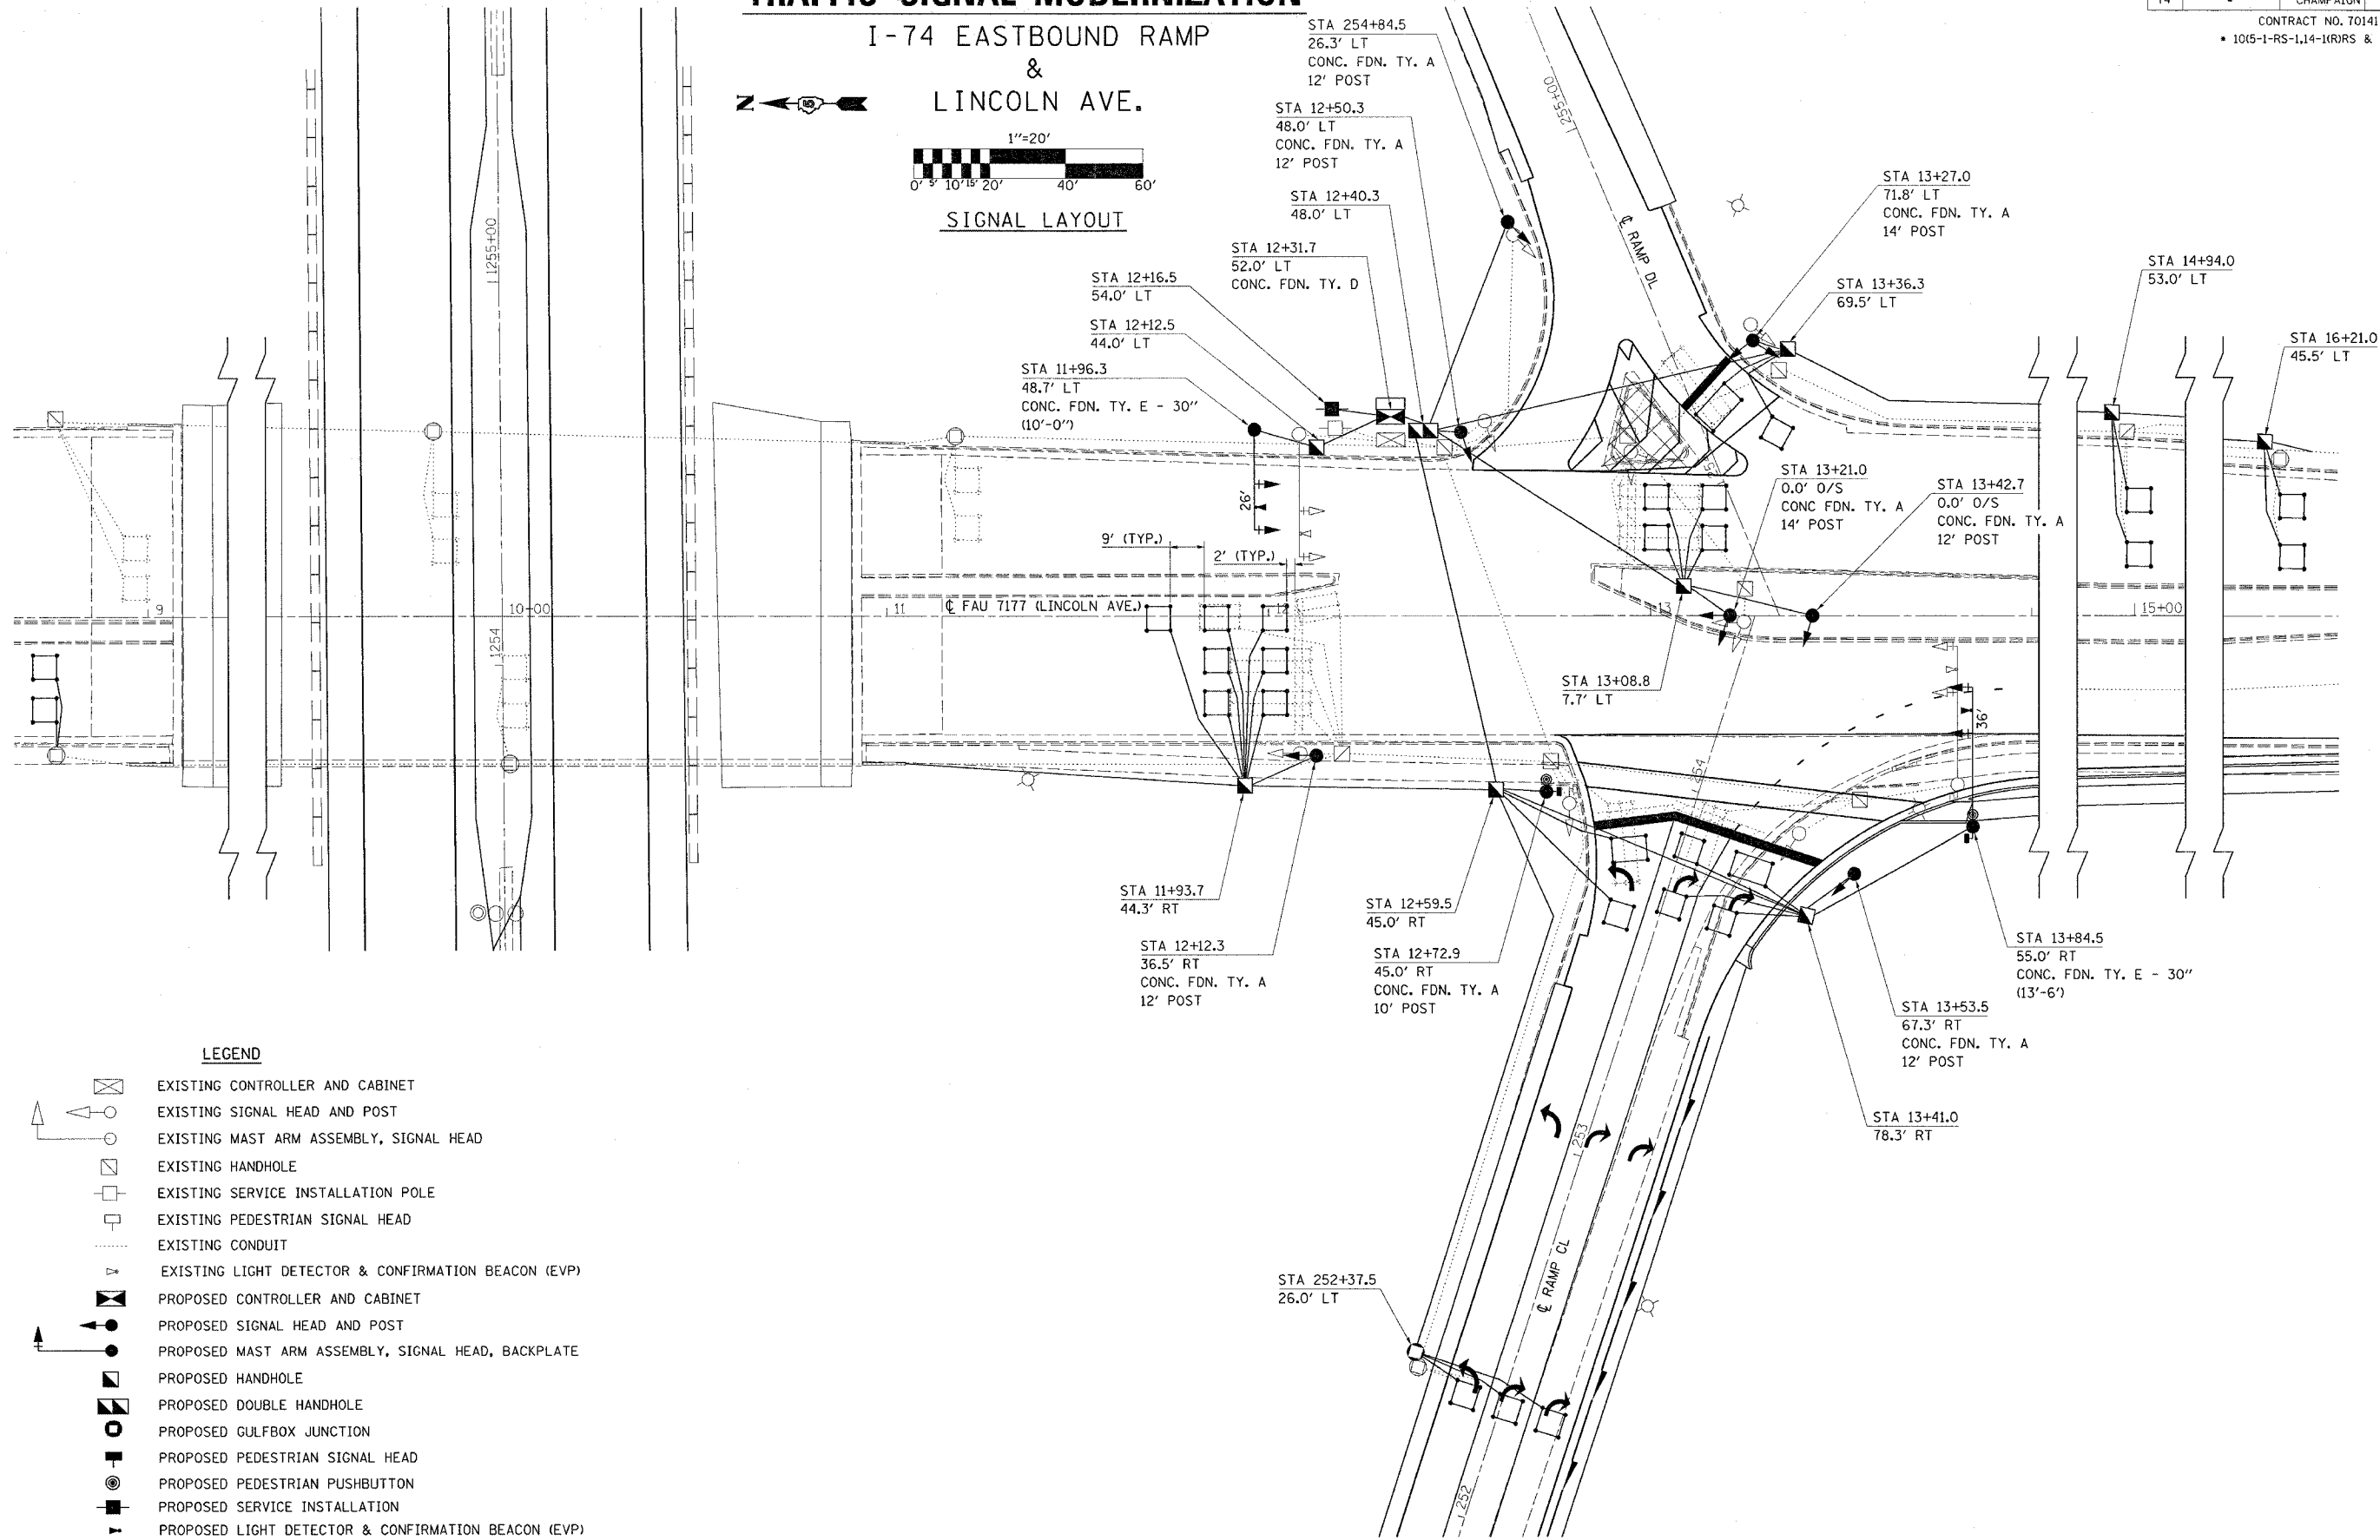 TRAFFIC SIGNAL MODERNIZATION
I-74 EASTBOUND RAMP
&
LINCOLN AVE.
N
1"=20'
0' 5' 10' 15' 20' 40' 60'
SIGNAL LAYOUT
74
CHAMPAIGN
CONTRACT NO. 70141
* 10(5-1-RS-1,14-1(R)RS &
STA 254+84.5
26.3' LT
CONC. FDN. TY. A
12' POST
STA 12+50.3
48.0' LT
CONC. FDN. TY. A
12' POST
STA 12+40.3
48.0' LT
STA 12+31.7
52.0' LT
CONC. FDN. TY. D
STA 12+16.5
54.0' LT
STA 12+12.5
44.0' LT
STA 11+96.3
48.7' LT
CONC. FDN. TY. E - 30"
(10'-0")
STA 13+27.0
71.8' LT
CONC. FDN. TY. A
14' POST
STA 13+36.3
69.5' LT
STA 14+94.0
53.0' LT
STA 16+21.0
45.5' LT
STA 13+21.0
0.0' O/S
CONC FDN. TY. A
14' POST
STA 13+42.7
0.0' O/S
CONC. FDN. TY. A
12' POST
1255+00
255+00
℄ RAMP DL
26'
9' (TYP.)
2' (TYP.)
9
10+00
11
℄ FAU 7177 (LINCOLN AVE.)
12
13
15+00
1254
STA 13+08.8
7.7' LT
36'
254
STA 11+93.7
44.3' RT
STA 12+12.3
36.5' RT
CONC. FDN. TY. A
12' POST
STA 12+59.5
45.0' RT
STA 12+72.9
45.0' RT
CONC. FDN. TY. A
10' POST
STA 13+84.5
55.0' RT
CONC. FDN. TY. E - 30"
(13'-6')
STA 13+53.5
67.3' RT
CONC. FDN. TY. A
12' POST
STA 13+41.0
78.3' RT
253
℄ RAMP CL
STA 252+37.5
26.0' LT
252
LEGEND
EXISTING CONTROLLER AND CABINET
EXISTING SIGNAL HEAD AND POST
EXISTING MAST ARM ASSEMBLY, SIGNAL HEAD
EXISTING HANDHOLE
EXISTING SERVICE INSTALLATION POLE
EXISTING PEDESTRIAN SIGNAL HEAD
EXISTING CONDUIT
EXISTING LIGHT DETECTOR & CONFIRMATION BEACON (EVP)
PROPOSED CONTROLLER AND CABINET
PROPOSED SIGNAL HEAD AND POST
PROPOSED MAST ARM ASSEMBLY, SIGNAL HEAD, BACKPLATE
PROPOSED HANDHOLE
PROPOSED DOUBLE HANDHOLE
PROPOSED GULFBOX JUNCTION
PROPOSED PEDESTRIAN SIGNAL HEAD
PROPOSED PEDESTRIAN PUSHBUTTON
PROPOSED SERVICE INSTALLATION
PROPOSED LIGHT DETECTOR & CONFIRMATION BEACON (EVP)